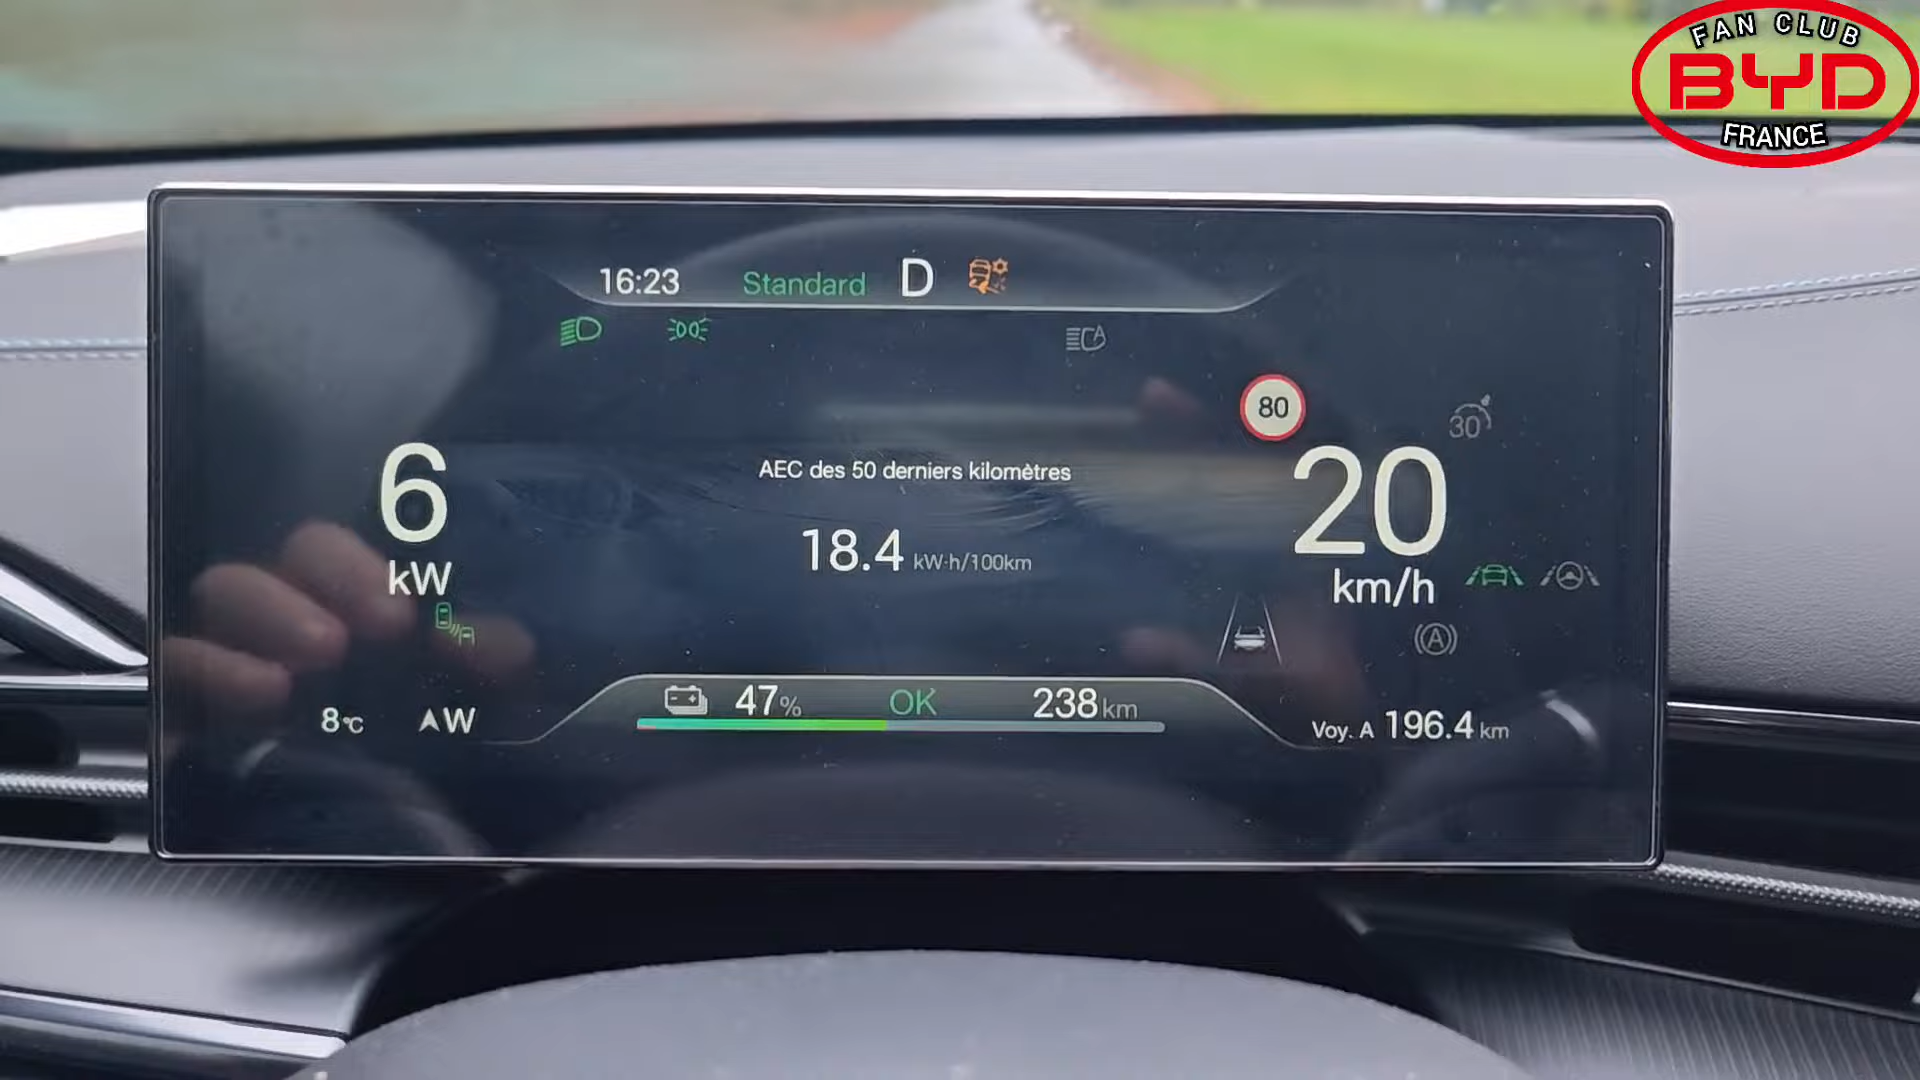 FAN CLUB
BYD
FRANCE
16:23 Standard D
80
30
6
kW
AEC des 50 derniers kilomètres
18.4 kW·h/100km
20
km/h
A
47% OK 238km
8°C W
Voy. A 196.4 km